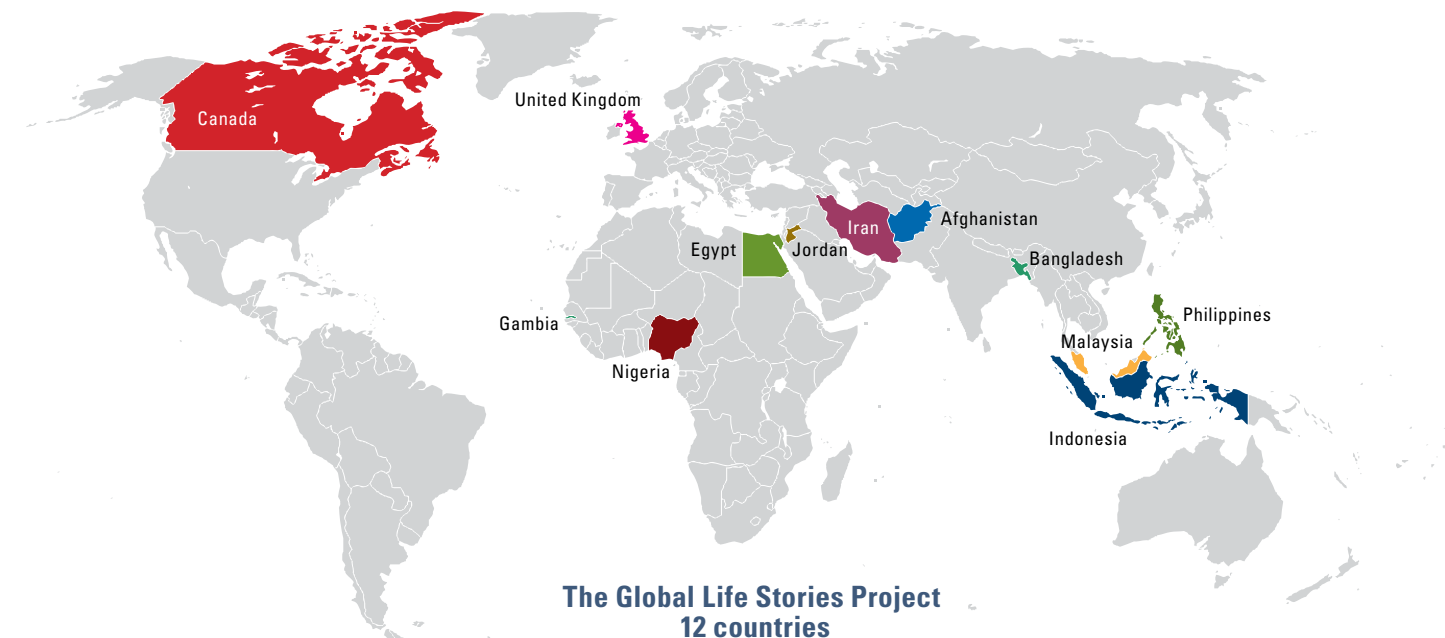 United Kingdom
Canada
Afghanistan
Iran
Egypt
Jordan
Bangladesh
Philippines
Gambia
Malaysia
Nigeria
Indonesia
The Global Life Stories Project
12 countries